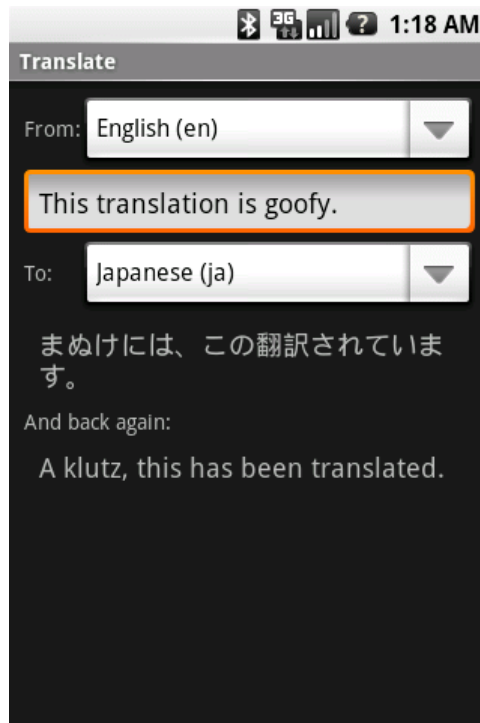 3G 1:18 AM
Translate
From: English (en)
This translation is goofy.
To: Japanese (ja)
まぬけには、この翻訳されていま
す。
And back again:
A klutz, this has been translated.